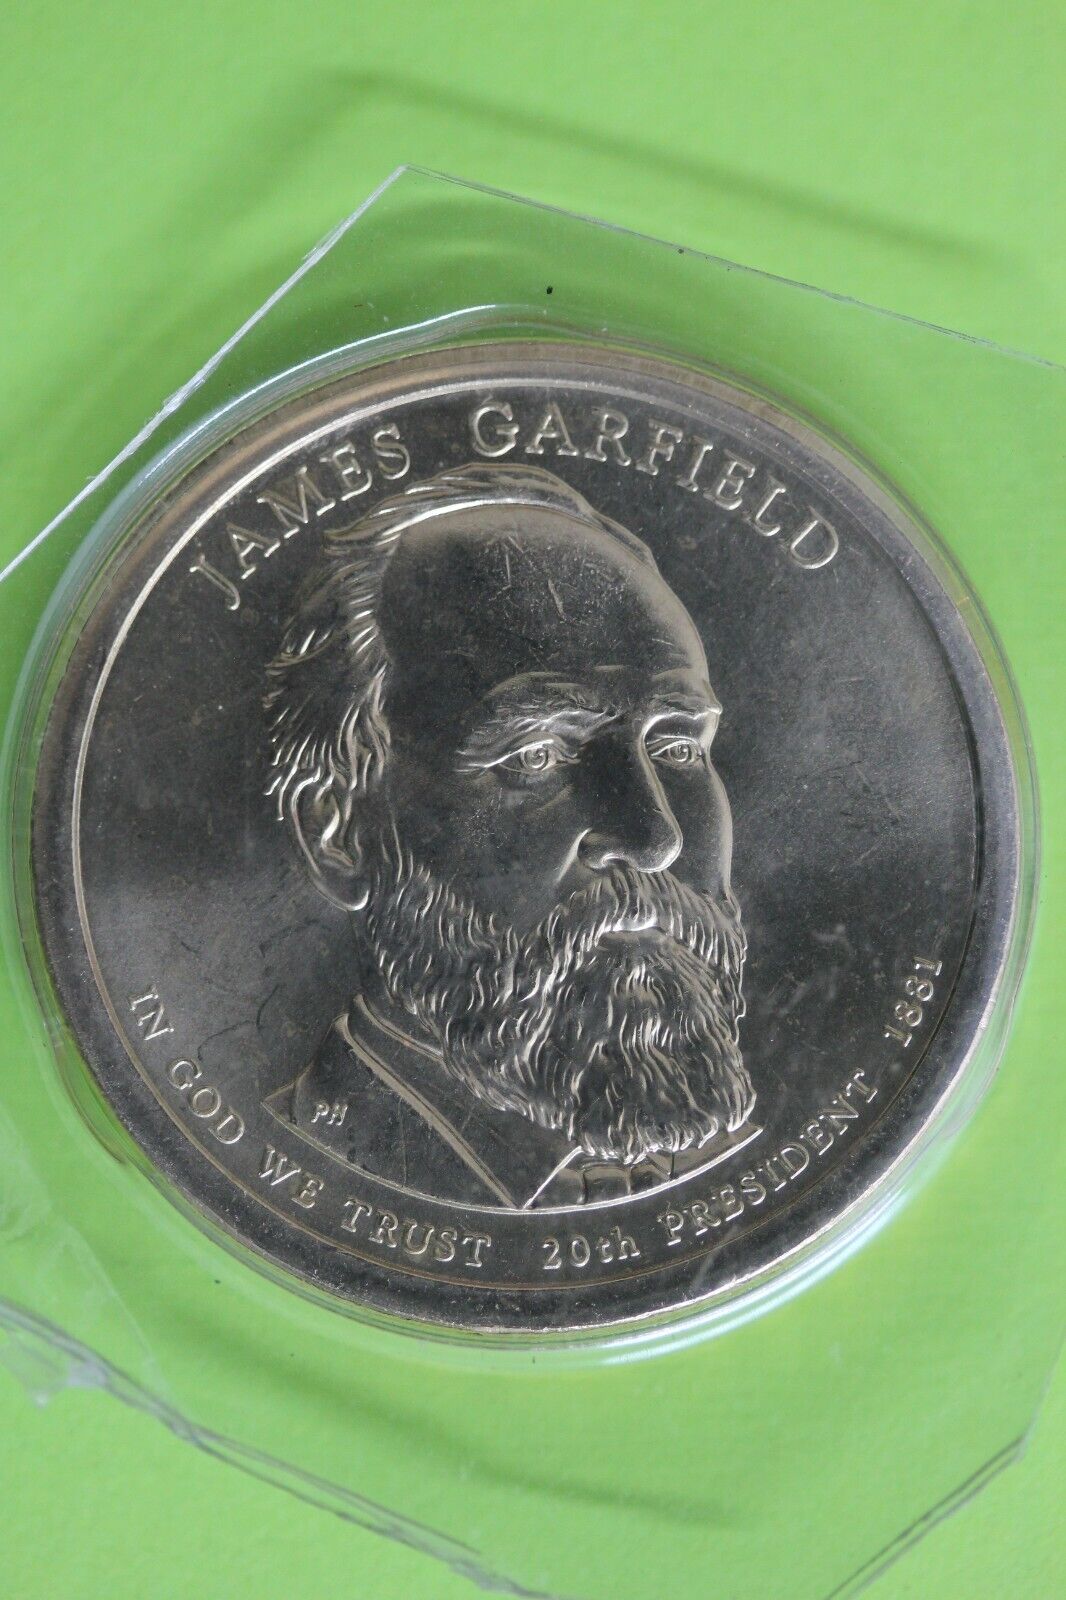 JAMES GARFIELD
PH
IN GOD WE TRUST 20th PRESIDENT 1881